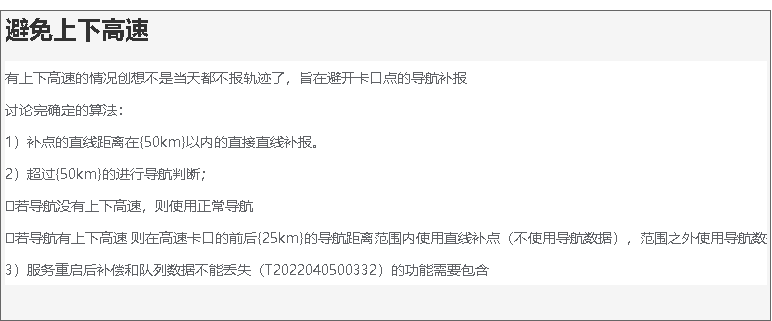 避免上下高速
有上下高速的情况创想不是当天都不报轨迹了，旨在避开卡口点的导航补报
讨论完确定的算法：
1）补点的直线距离在{50km}以内的直接直线补报。
2）超过{50km}的进行导航判断；
若导航没有上下高速，则使用正常导航
若导航有上下高速 则在高速卡口的前后{25km}的导航距离范围内使用直线补点（不使用导航数据），范围之外使用导航数
3）服务重启后补偿和队列数据不能丢失（T2022040500332）的功能需要包含